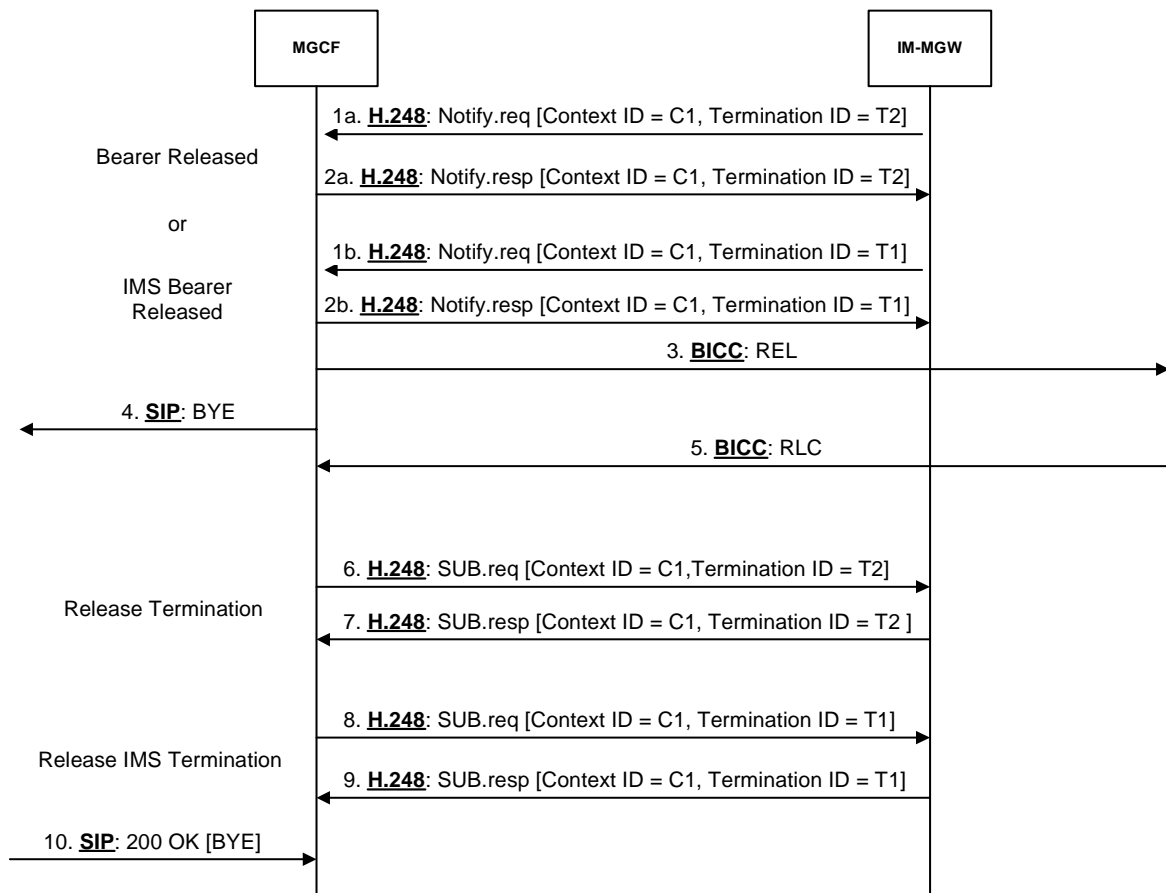 MGCF
IM-MGW
1a. H.248: Notify.req [Context ID = C1, Termination ID = T2]
Bearer Released
2a. H.248: Notify.resp [Context ID = C1, Termination ID = T2]
or
1b. H.248: Notify.req [Context ID = C1, Termination ID = T1]
IMS Bearer
Released
2b. H.248: Notify.resp [Context ID = C1, Termination ID = T1]
3. BICC: REL
4. SIP: BYE
5. BICC: RLC
6. H.248: SUB.req [Context ID = C1,Termination ID = T2]
Release Termination
7. H.248: SUB.resp [Context ID = C1, Termination ID = T2 ]
8. H.248: SUB.req [Context ID = C1, Termination ID = T1]
Release IMS Termination
9. H.248: SUB.resp [Context ID = C1, Termination ID = T1]
10. SIP: 200 OK [BYE]